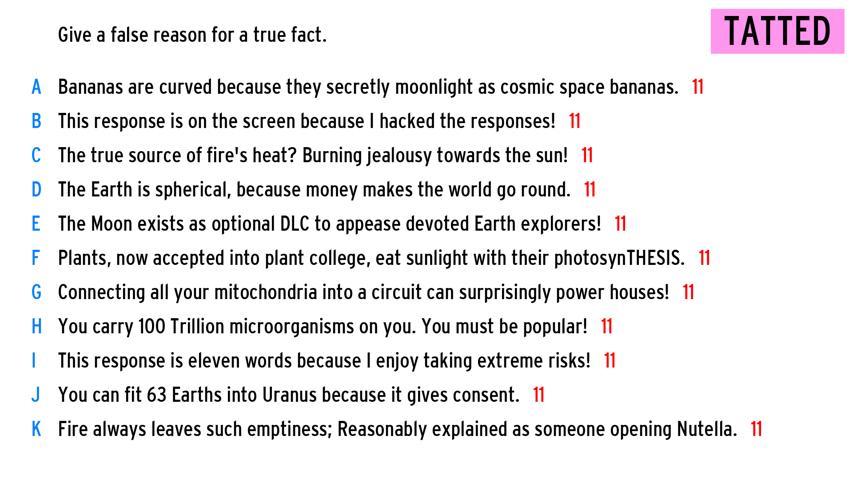 Give a false reason for a true fact.
TATTED
A Bananas are curved because they secretly moonlight as cosmic space bananas. 11
B This response is on the screen because I hacked the responses! 11
C The true source of fire's heat? Burning jealousy towards the sun! 11
D The Earth is spherical, because money makes the world go round. 11
E The Moon exists as optional DLC to appease devoted Earth explorers! 11
F Plants, now accepted into plant college, eat sunlight with their photosynTHESIS. 11
G Connecting all your mitochondria into a circuit can surprisingly power houses! 11
H You carry 100 Trillion microorganisms on you. You must be popular! 11
I This response is eleven words because I enjoy taking extreme risks! 11
J You can fit 63 Earths into Uranus because it gives consent. 11
K Fire always leaves such emptiness; Reasonably explained as someone opening Nutella. 11